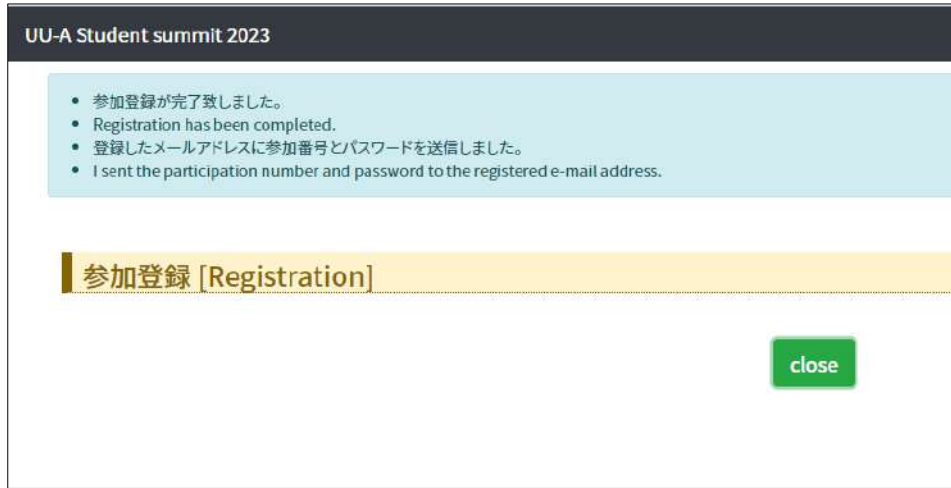 UU-A Student summit 2023
• 参加登録が完了致しました。
• Registration has been completed.
• 登録したメールアドレスに参加番号とパスワードを送信しました。
• I sent the participation number and password to the registered e-mail address.
参加登録 [Registration]
close